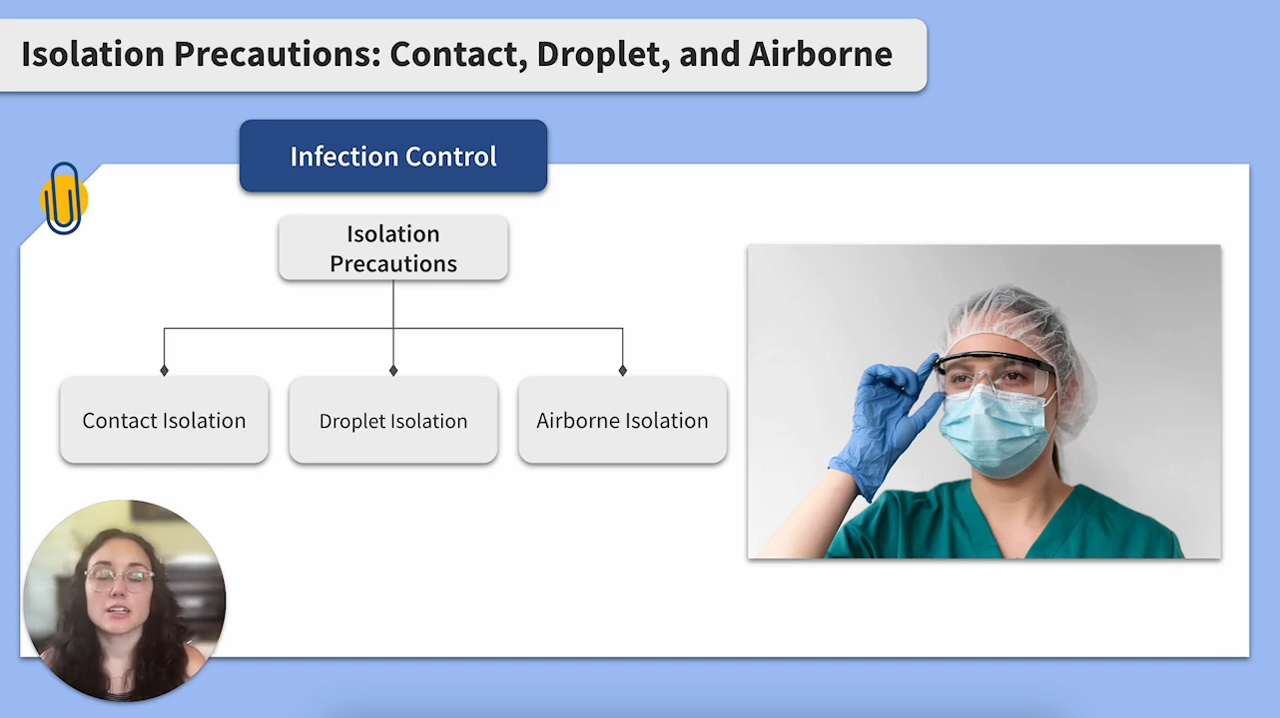 Isolation Precautions: Contact, Droplet, and Airborne
Infection Control
Isolation
Precautions
Contact Isolation
Droplet Isolation
Airborne Isolation